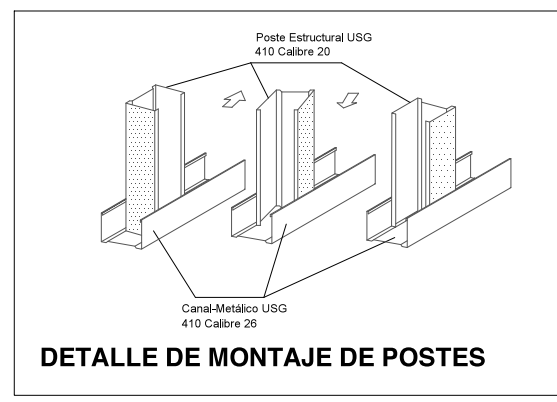 Poste Estructural USG
410 Calibre 20
Canal-Metálico USG
410 Calibre 26
DETALLE DE MONTAJE DE POSTES